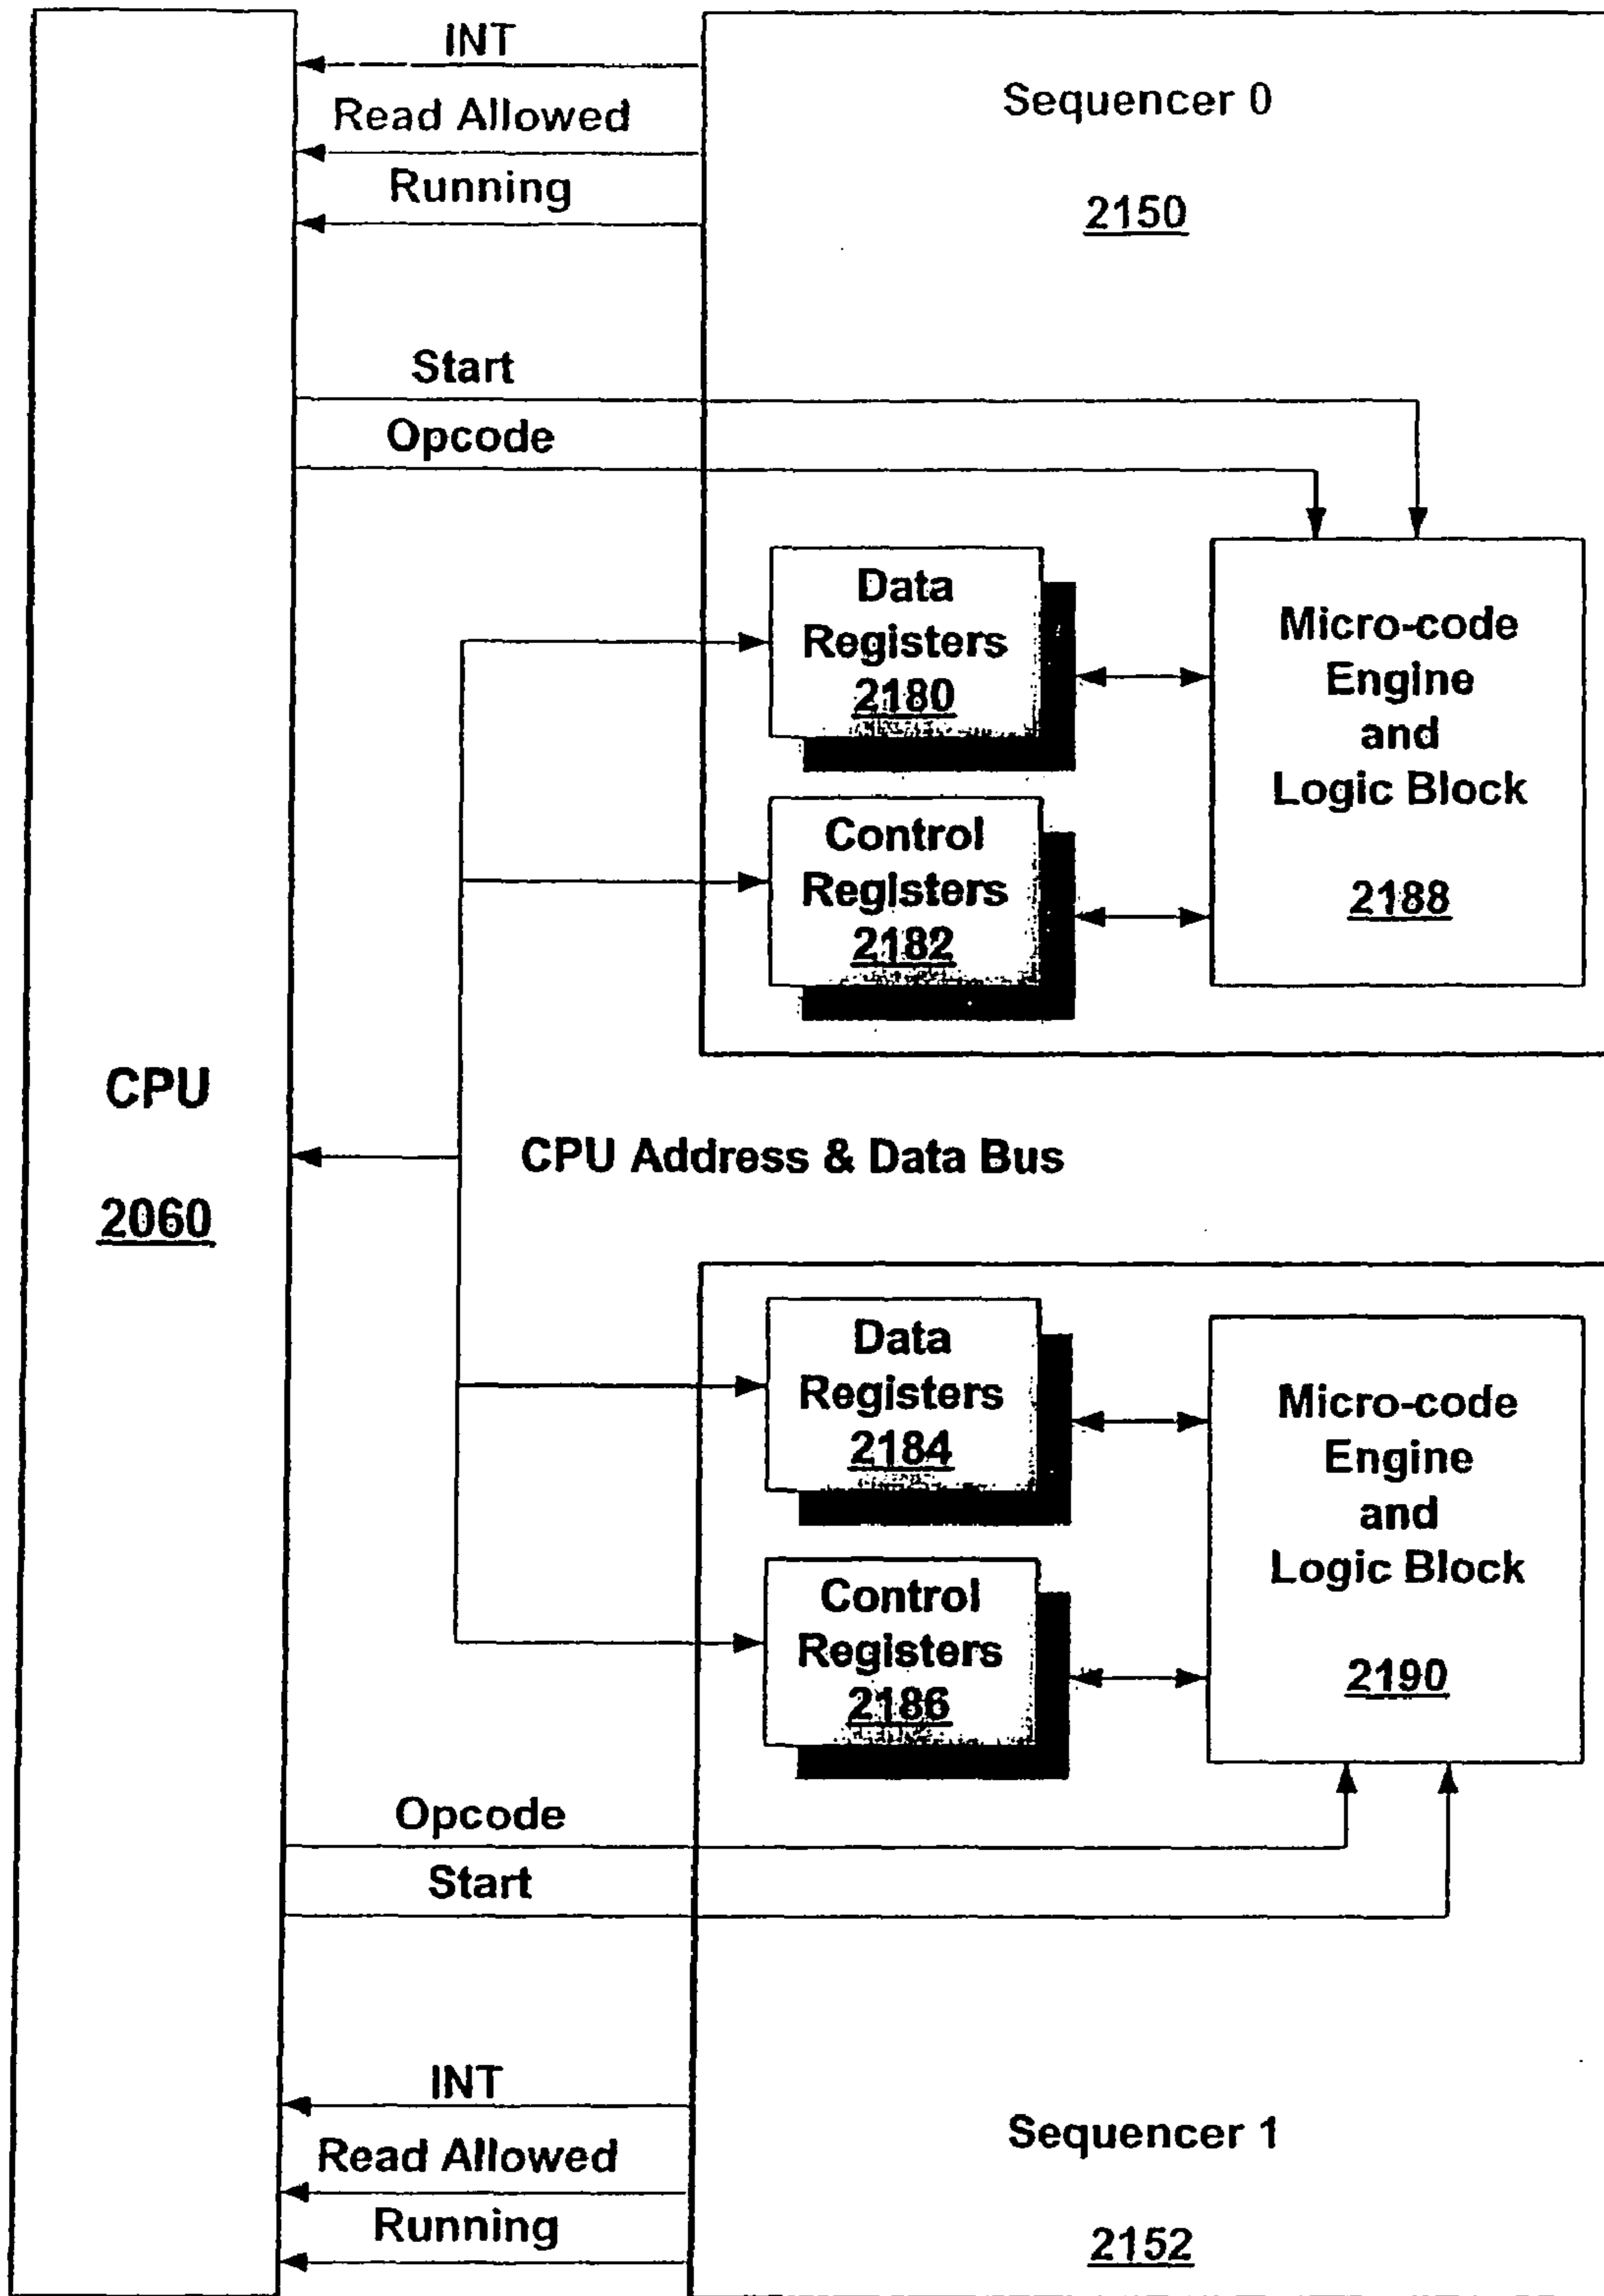 INT
Read Allowed
Running
Sequencer 0
2150
Start
Opcode
Data
Registers
2180
Micro-code
Engine
and
Logic Block
2188
Control
Registers
2182
CPU
2060
CPU Address & Data Bus
Data
Registers
2184
Micro-code
Engine
and
Logic Block
2190
Control
Registers
2186
Opcode
Start
INT
Read Allowed
Running
Sequencer 1
2152